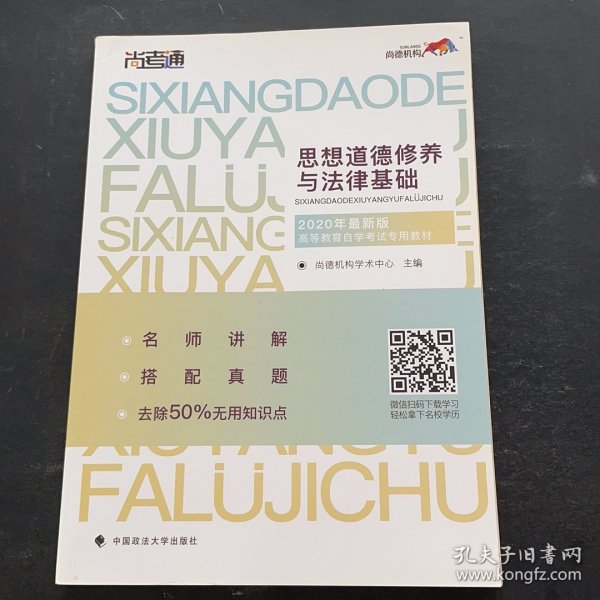 尚考通
SUNLANDS
尚德机构
SIXIANGDAODE
XIUYA
FALÜJ
SIXIANG
XIUYA
思想道德修养
与法律基础
SIXIANGDAODEXIUYANGYUFALÜJICHU
2020年最新版
高等教育自学考试专用教材
尚德机构学术中心 主编
名师讲解
搭配真题
去除50%无用知识点
微信扫码下载学习
轻松拿下名校学历
XIUYANGYU
FALÜJICHU
中国政法大学出版社
孔夫子旧书网
www.kongfz.com